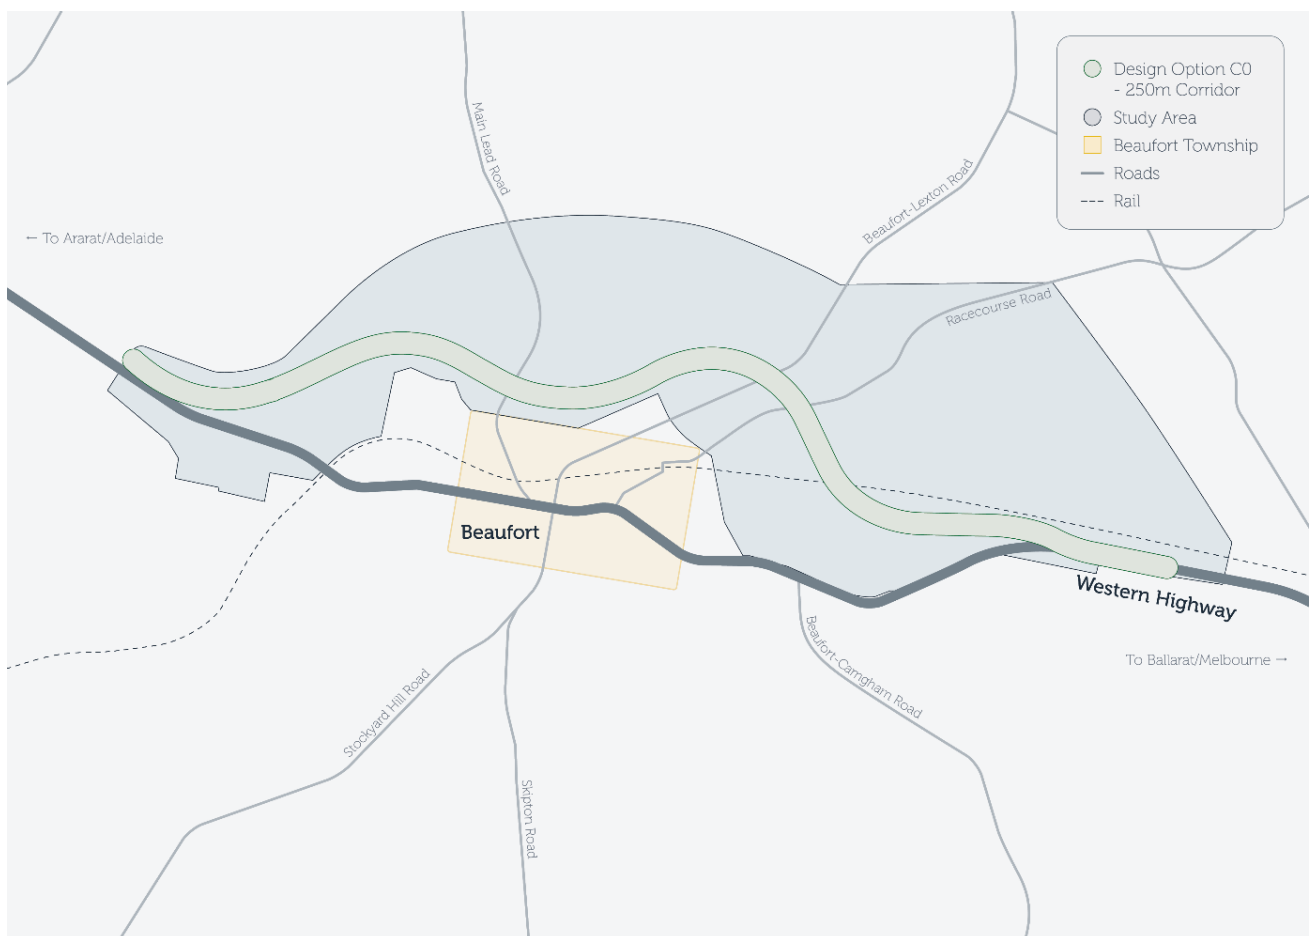 Design Option C0
- 250m Corridor
Study Area
Beaufort Township
Roads
Rail
Main Lead Road
Beaufort-Lexton Road
← To Ararat/Adelaide
Racecourse Road
Beaufort
Western Highway
To Ballarat/Melbourne →
Beaufort-Carngham Road
Stockyard Hill Road
Skipton Road